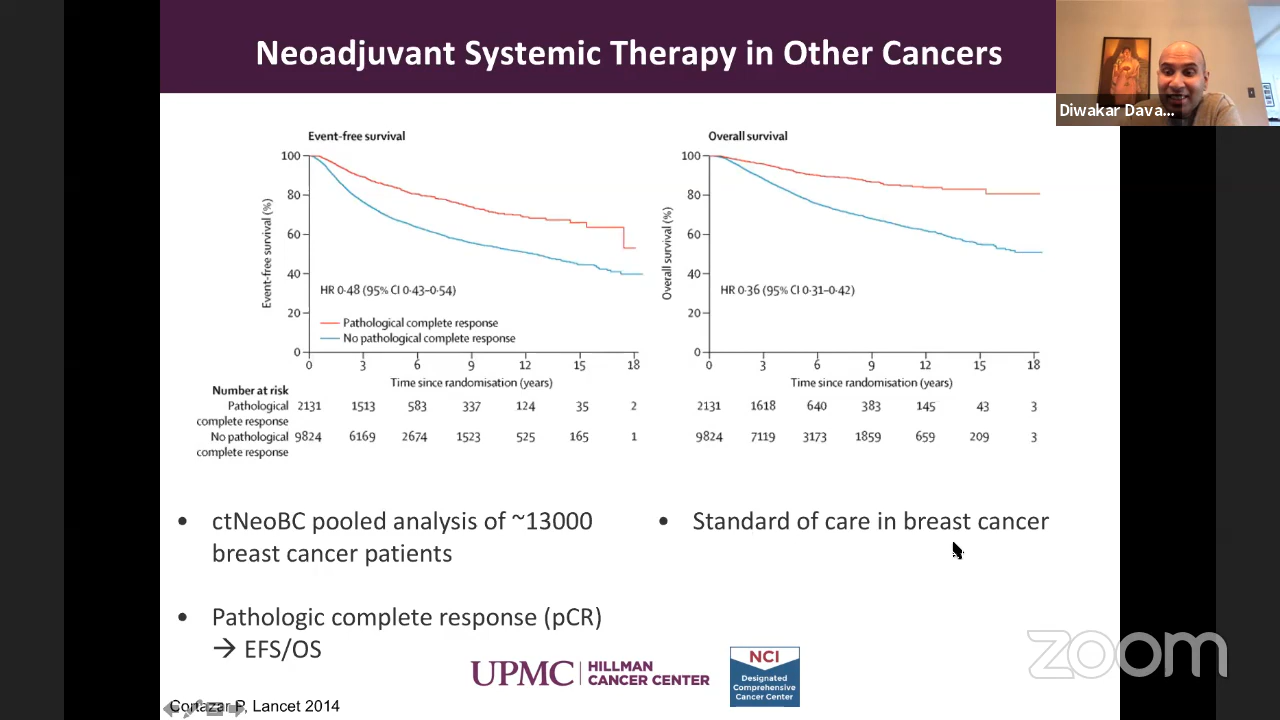 Neoadjuvant Systemic Therapy in Other Cancers
Diwakar Dava...
Event-free survival
Event-free survival (%)
100
80
60
40
20
0
HR 0·48 (95% CI 0·43–0·54)
Pathological complete response
No pathological complete response
0 3 6 9 12 15 18
Time since randomisation (years)
Overall survival
Overall survival (%)
100
80
60
40
20
0
HR 0·36 (95% CI 0·31–0·42)
0 3 6 9 12 15 18
Time since randomisation (years)
Number at risk
Pathological 2131 1513 583 337 124 35 2 2131 1618 640 383 145 43 3
complete response
No pathological 9824 6169 2674 1523 525 165 1 9824 7119 3173 1859 659 209 3
complete response
• ctNeoBC pooled analysis of ~13000
breast cancer patients
• Pathologic complete response (pCR)
→ EFS/OS
• Standard of care in breast cancer
UPMC | HILLMAN
CANCER CENTER
NCI
Designated
Comprehensive
Cancer Center
zoom
Cortazar P, Lancet 2014